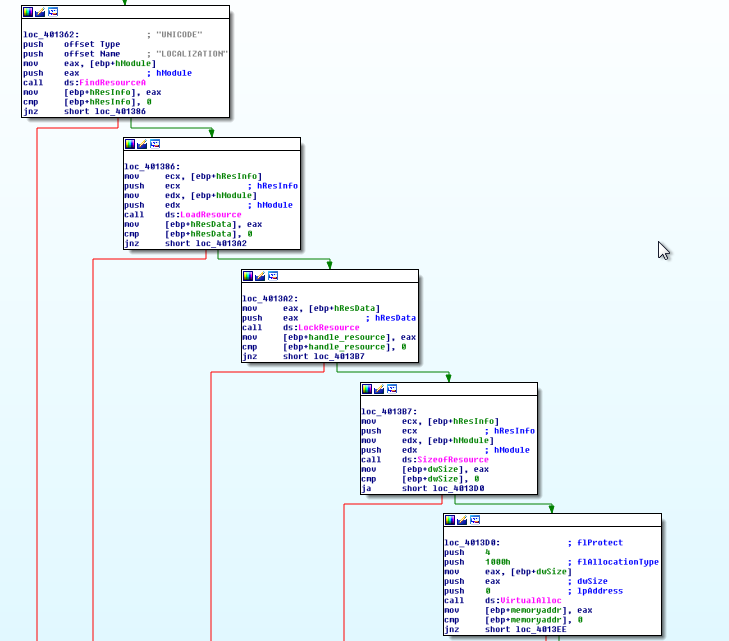 loc_401362: ; "UNICODE"
push offset Type
push offset Name ; "LOCALIZATION"
mov eax, [ebp+hModule]
push eax ; hModule
call ds:FindResourceA
mov [ebp+hResInfo], eax
cmp [ebp+hResInfo], 0
jnz short loc_401386
loc_401386:
mov ecx, [ebp+hResInfo]
push ecx ; hResInfo
mov edx, [ebp+hModule]
push edx ; hModule
call ds:LoadResource
mov [ebp+hResData], eax
cmp [ebp+hResData], 0
jnz short loc_4013A2
loc_4013A2:
mov eax, [ebp+hResData]
push eax ; hResData
call ds:LockResource
mov [ebp+handle_resource], eax
cmp [ebp+handle_resource], 0
jnz short loc_4013B7
loc_4013B7:
mov ecx, [ebp+hResInfo]
push ecx ; hResInfo
mov edx, [ebp+hModule]
push edx ; hModule
call ds:SizeofResource
mov [ebp+dwSize], eax
cmp [ebp+dwSize], 0
ja short loc_4013D0
loc_4013D0: ; flProtect
push 4
push 1000h ; flAllocationType
mov eax, [ebp+dwSize]
push eax ; dwSize
push 0 ; lpAddress
call ds:VirtualAlloc
mov [ebp+memoryaddr], eax
cmp [ebp+memoryaddr], 0
jnz short loc_4013EE